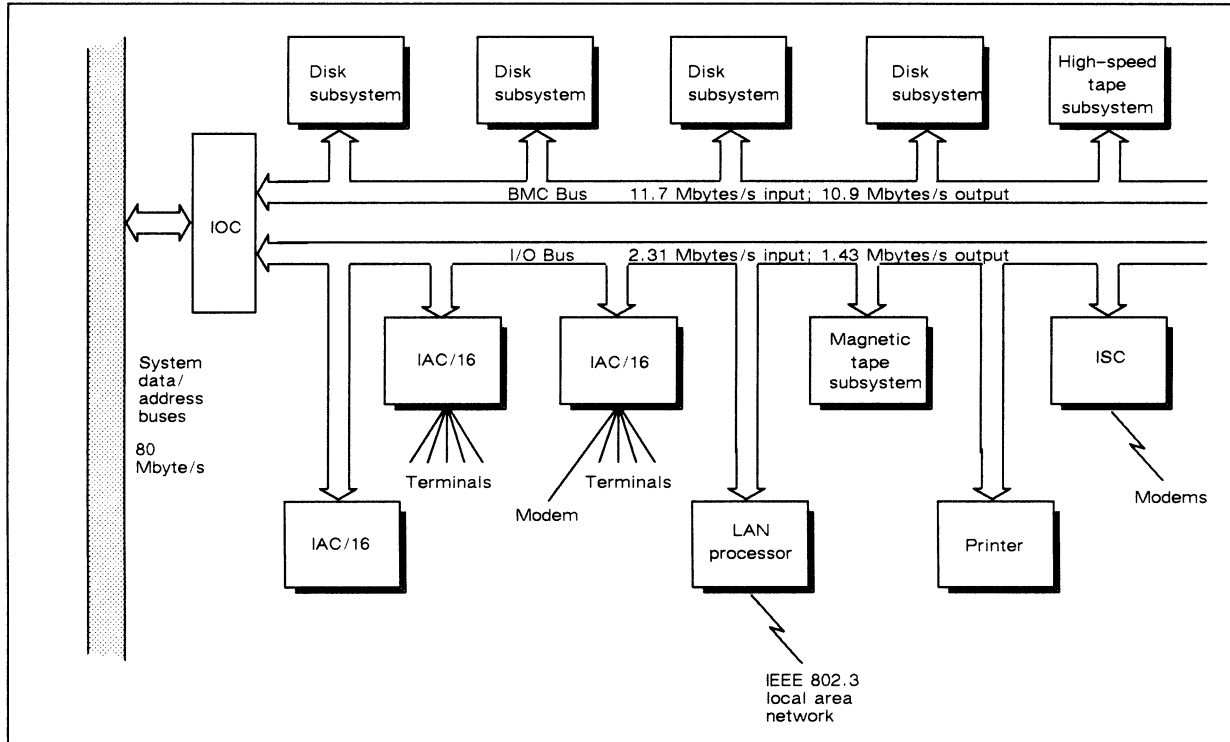 Disk
subsystem
Disk
subsystem
Disk
subsystem
Disk
subsystem
High-speed
tape
subsystem
BMC Bus 11.7 Mbytes/s input; 10.9 Mbytes/s output
IOC
I/O Bus 2.31 Mbytes/s input; 1.43 Mbytes/s output
System
data/
address
buses
80
Mbyte/s
IAC/16
IAC/16
Magnetic
tape
subsystem
ISC
Terminals
Modem
Terminals
Modems
IAC/16
LAN
processor
Printer
IEEE 802.3
local area
network